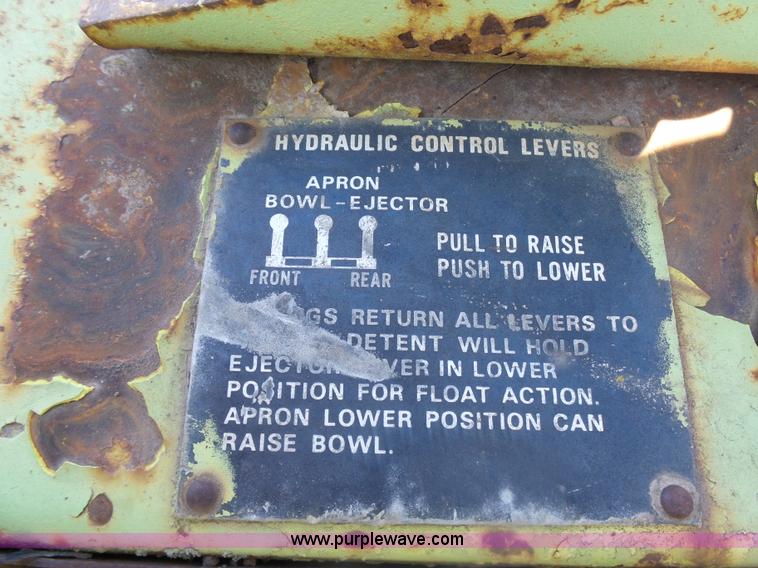 HYDRAULIC CONTROL LEVERS
APRON
BOWL-EJECTOR
PULL TO RAISE
PUSH TO LOWER
FRONT REAR
RETURN ALL LEVERS TO
DETENT WILL HOLD
EJECTOR LEVER IN LOWER
POSITION FOR FLOAT ACTION.
APRON LOWER POSITION CAN
RAISE BOWL.
www.purplewave.com